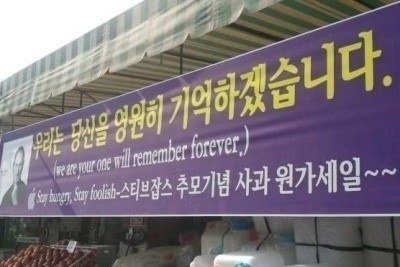 우리는 당신을 영원히 기억하겠습니다.
(we are your one will remember forever.)
Stay hungry, Stay foolish-스티브잡스 추모기념 사과 원가세일~~